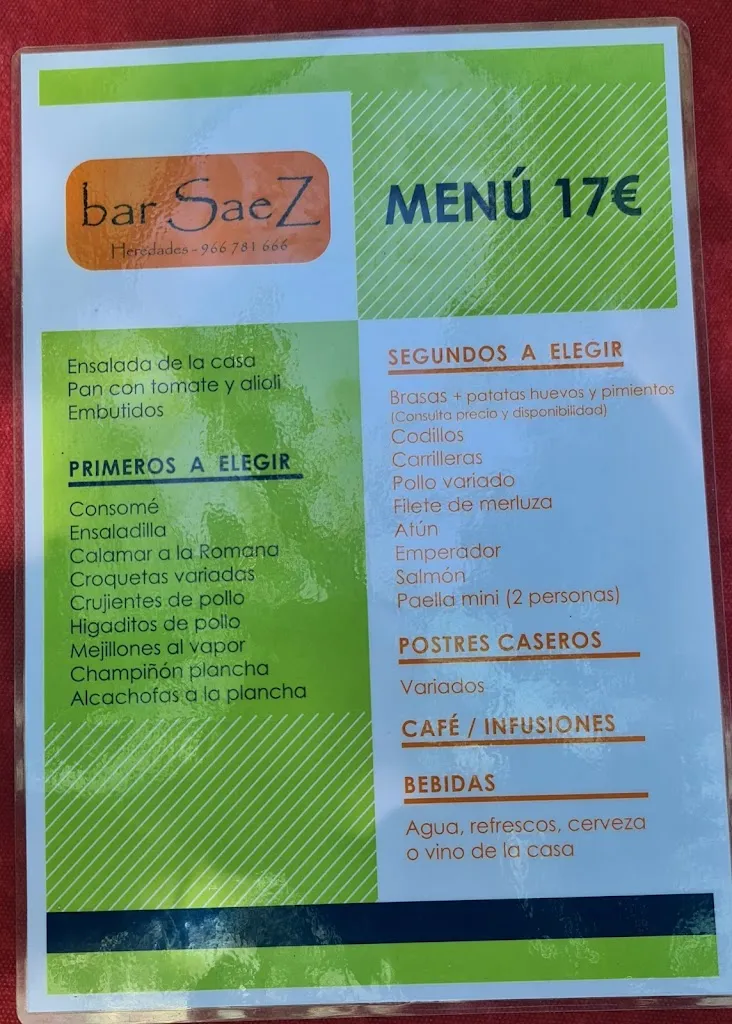 bar SaeZ
Heredades - 966 781 666
MENÚ 17€
Ensalada de la casa
Pan con tomate y alioli
Embutidos
PRIMEROS A ELEGIR
Consomé
Ensaladilla
Calamar a la Romana
Croquetas variadas
Crujientes de pollo
Higaditos de pollo
Mejillones al vapor
Champiñón plancha
Alcachofas a la plancha
SEGUNDOS A ELEGIR
Brasas + patatas huevos y pimientos
(Consulta precio y disponibilidad)
Codillos
Carrilleras
Pollo variado
Filete de merluza
Atún
Emperador
Salmón
Paella mini (2 personas)
POSTRES CASEROS
Variados
CAFÉ / INFUSIONES
BEBIDAS
Agua, refrescos, cerveza
o vino de la casa